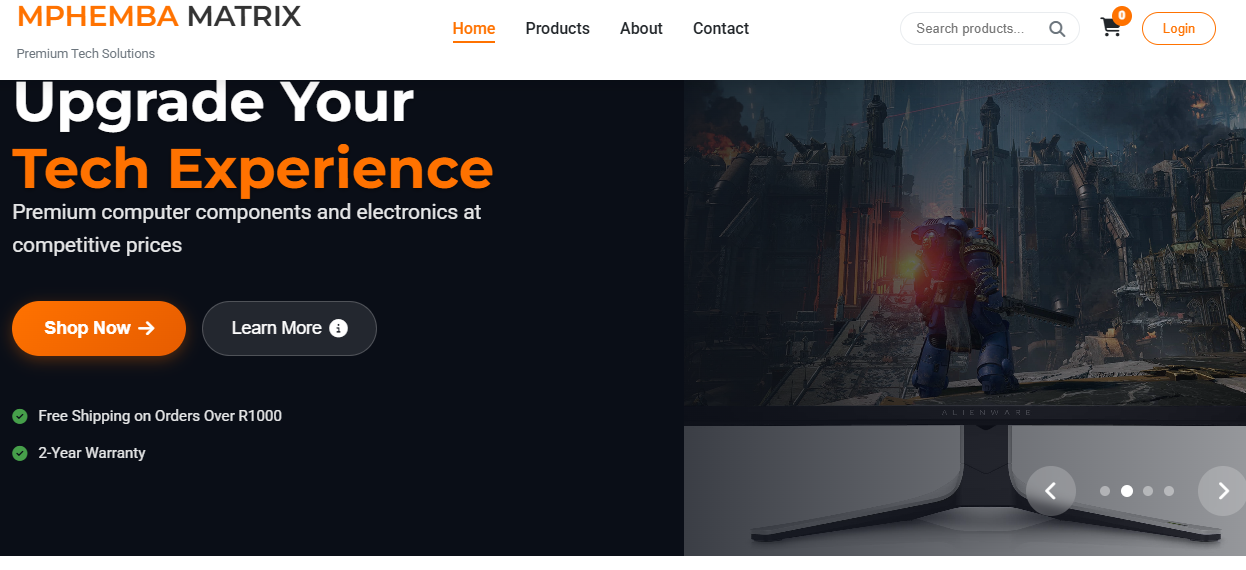 MPHEMBA MATRIX
Premium Tech Solutions
Home
Products
About
Contact
Search products...
0
Login
Upgrade Your
Tech Experience
Premium computer components and electronics at
competitive prices
Shop Now
Learn More
Free Shipping on Orders Over R1000
2-Year Warranty
ALIENWARE